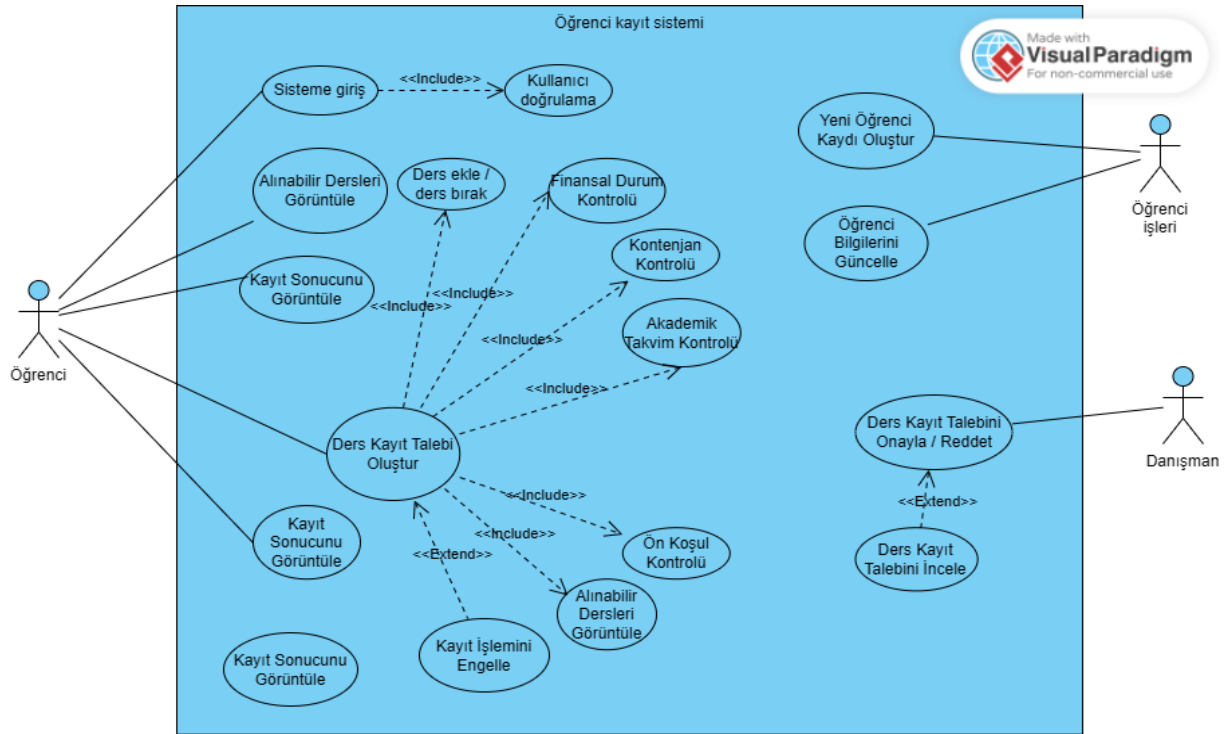 Öğrenci kayıt sistemi
Made with
VisualParadigm
For non-commercial use
Sisteme giriş
<<Include>>
Kullanıcı
doğrulama
Yeni Öğrenci
Kaydı Oluştur
Alınabilir Dersleri
Görüntüle
Ders ekle /
ders bırak
Finansal Durum
Kontrolü
Öğrenci
işleri
Öğrenci
Bilgilerini
Güncelle
Kontenjan
Kontrolü
Kayıt Sonucunu
Görüntüle
<<Include>>
<<Include>>
Akademik
Takvim Kontrolü
<<Include>>
Öğrenci
<<Include>>
Ders Kayıt Talebi
Oluştur
Ders Kayıt Talebini
Onayla / Reddet
Danışman
<<Include>>
<<Extend>>
Kayıt
Sonucunu
Görüntüle
<<Include>>
<<Extend>>
Ön Koşul
Kontrolü
Ders Kayıt
Talebini İncele
Alınabilir
Dersleri
Görüntüle
Kayıt İşlemini
Engelle
Kayıt Sonucunu
Görüntüle